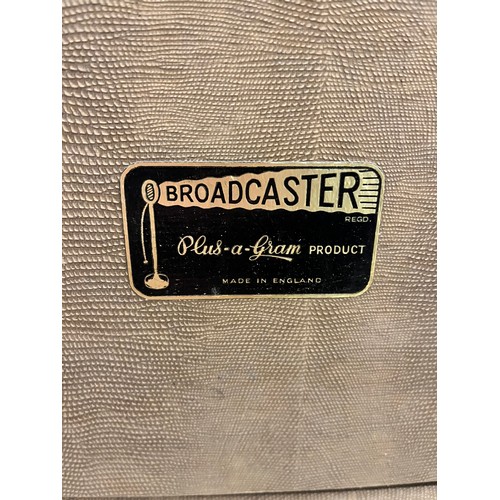 BROADCASTER
REGD.
Plus-a-Gram PRODUCT
MADE IN ENGLAND